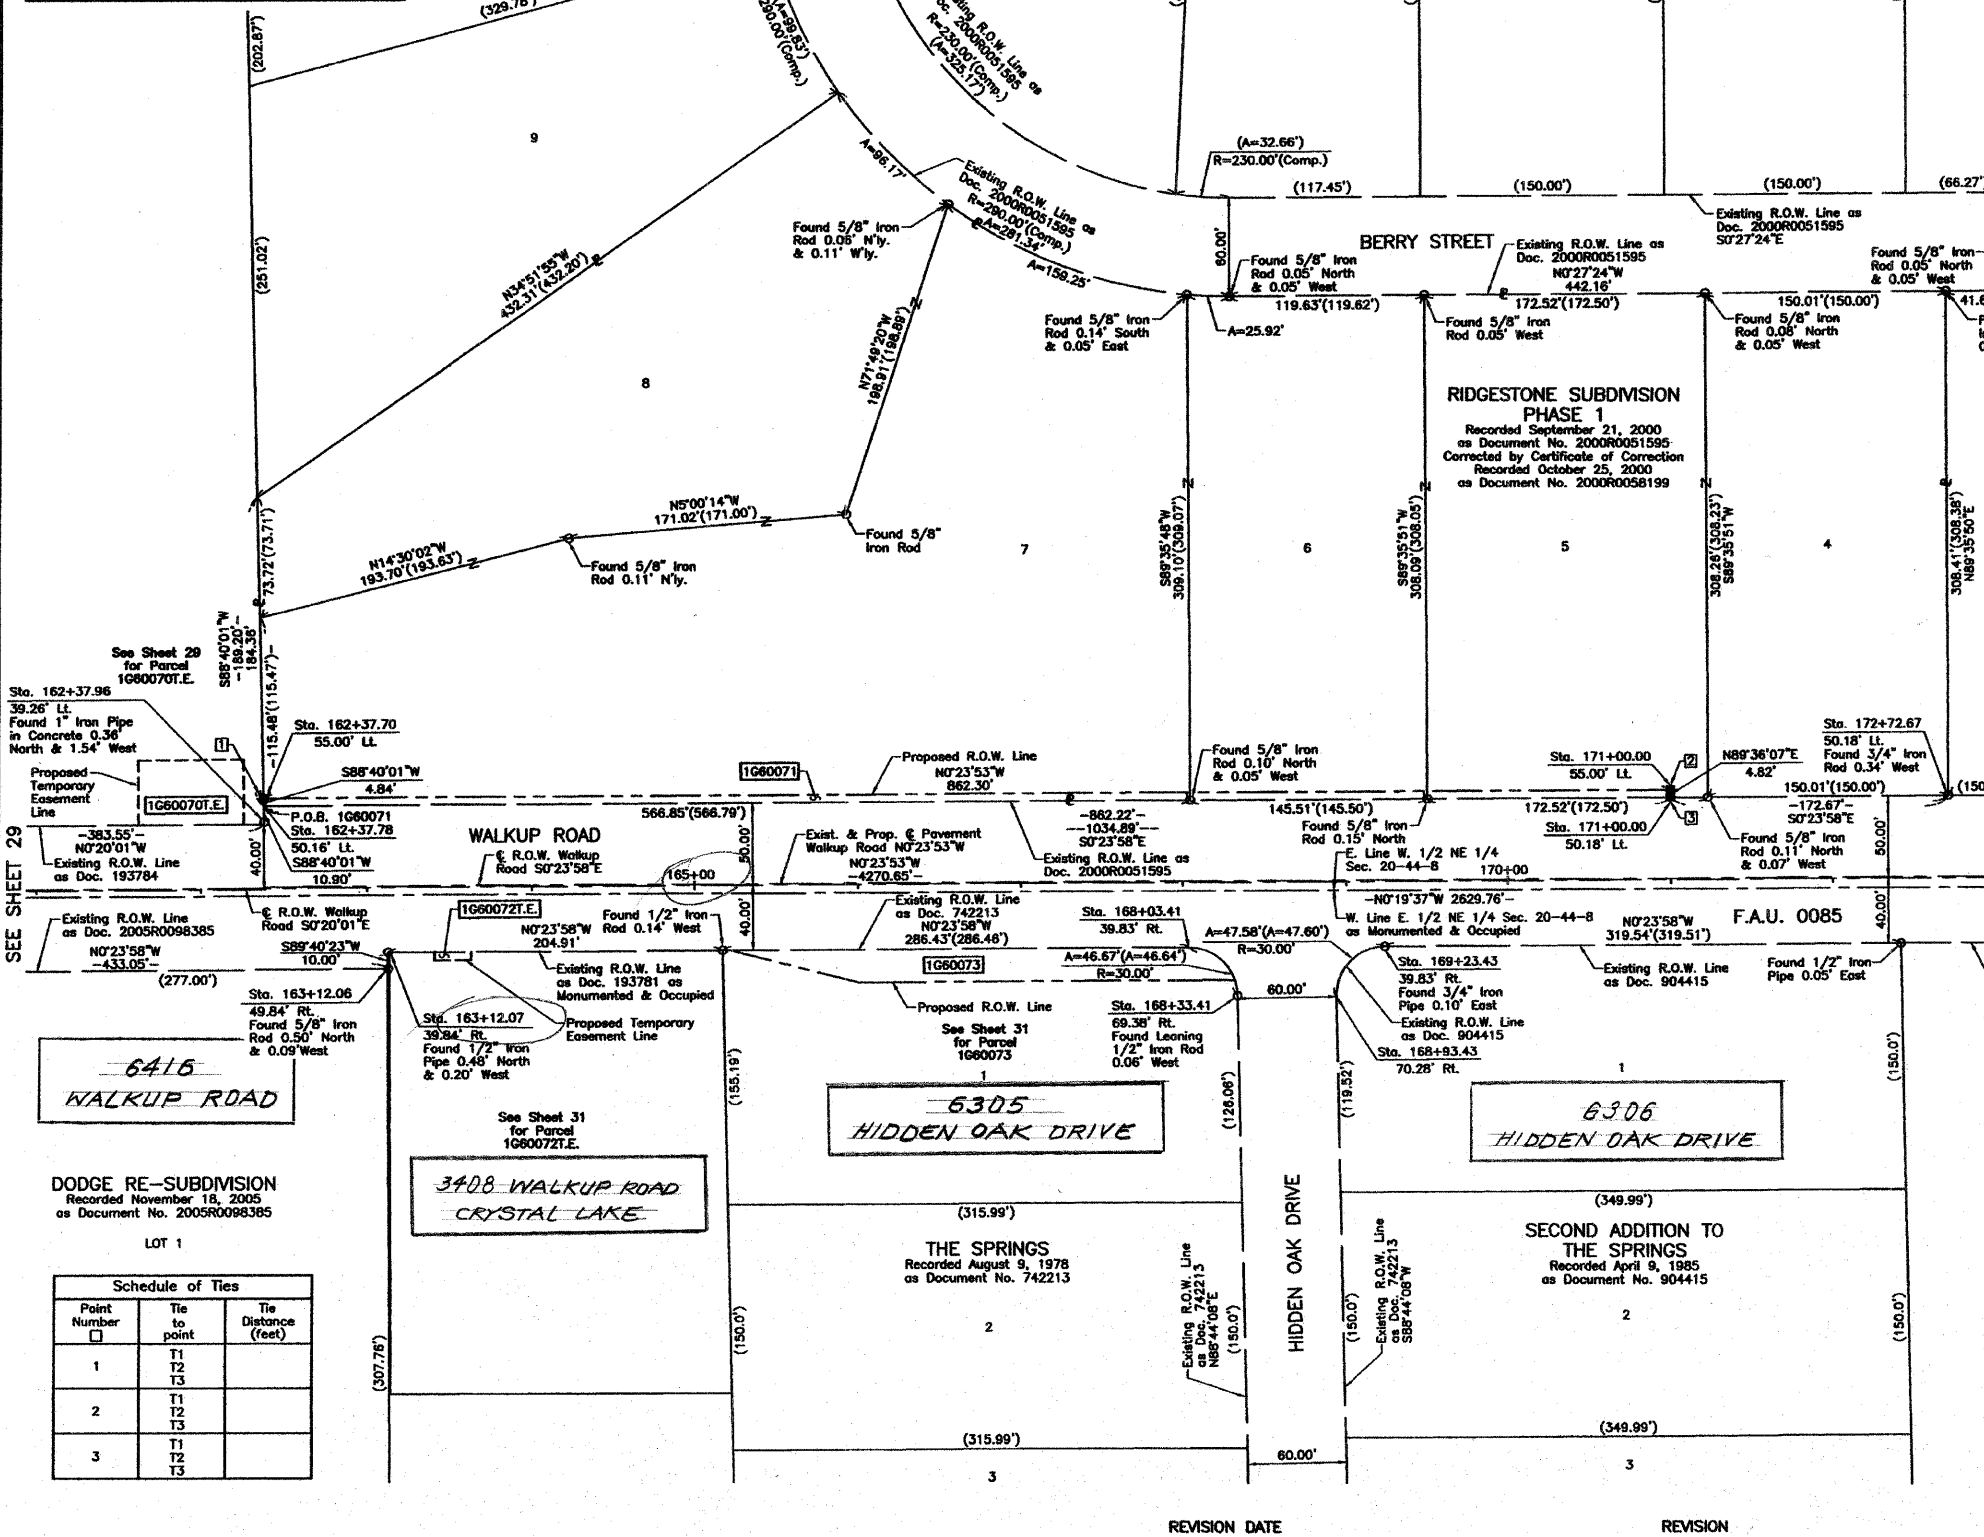 (202.87')
(329.76')
A=99.83')
290.00'(Comp.)
Existing R.O.W. Line as
Doc. 2000R0051595
R=230.00'(Comp.)
(A=325.17')
9
A=96.17'
Existing R.O.W. Line as
Doc. 2000R0051595
R=290.00'(Comp.)
A=281.34'
A=159.25'
(A=32.66')
R=230.00'(Comp.)
(117.45')
(150.00')
(150.00')
(66.27'
Existing R.O.W. Line as
Doc. 2000R0051595
S0°27'24"E
BERRY STREET
60.00'
Existing R.O.W. Line as
Doc. 2000R0051595
N0°27'24"W
442.16'
Found 5/8" Iron
Rod 0.05' North
& 0.05' West
Found 5/8" Iron
Rod 0.06' N'ly.
& 0.11' W'ly.
Found 5/8" Iron
Rod 0.05' North
& 0.05' West
119.63'(119.62')
172.52'(172.50')
150.01'(150.00')
41.6
Found 5/8" Iron
Rod 0.14' South
& 0.05' East
A=25.92'
Found 5/8" Iron
Rod 0.05' West
Found 5/8" Iron
Rod 0.08' North
& 0.05' West
(251.02')
N34°51'55"W
432.31'(432.20')
N71°49'20"W
198.91'(198.89')
8
RIDGESTONE SUBDIVISION
PHASE 1
Recorded September 21, 2000
as Document No. 2000R0051595
Corrected by Certificate of Correction
Recorded October 25, 2000
as Document No. 2000R0058199
N5°00'14"W
171.02'(171.00')
Found 5/8"
Iron Rod
N14°30'02"W
193.70'(193.63')
Found 5/8" Iron
Rod 0.11' N'ly.
7
6
5
4
S89°35'48"W
309.10'(309.07')
S89°35'51"W
308.09'(308.05')
308.26'(308.23')
S89°35'51"W
308.41'(308.38')
N89°35'50"E
73.72'(73.71')
S88°40'01"W
-189.20'-
184.36'
-115.48'(115.47')-
See Sheet 29
for Parcel
1G60070T.E.
Sta. 162+37.96
39.26' Lt.
Found 1" Iron Pipe
in Concrete 0.36'
North & 1.54' West
1
Sta. 162+37.70
55.00' Lt.
Proposed
Temporary
Easement
Line
1G60070T.E.
S88°40'01"W
4.84'
P.O.B. 1G60071
Sta. 162+37.78
50.16' Lt.
S88°40'01"W
10.90'
1G60071
Proposed R.O.W. Line
N0°23'53"W
862.30'
Found 5/8" Iron
Rod 0.10' North
& 0.05' West
Sta. 171+00.00
55.00' Lt.
2
N89°36'07"E
4.82'
Sta. 172+72.67
50.18' Lt.
Found 3/4" Iron
Rod 0.34' West
566.85'(566.79')
-862.22'-
--1034.89'--
S0°23'58"E
Existing R.O.W. Line as
Doc. 2000R0051595
145.51'(145.50')
Found 5/8" Iron
Rod 0.15' North
172.52'(172.50')
Sta. 171+00.00
50.18' Lt.
3
150.01'(150.00')
(150
-172.67'-
S0°23'58"E
Found 5/8" Iron
Rod 0.11' North
& 0.07' West
50.00'
-383.55'-
N0°20'01"W
Existing R.O.W. Line
as Doc. 193784
40.00'
WALKUP ROAD
℄ R.O.W. Walkup
Road S0°23'58"E
165+00
50.00'
Exist. & Prop. ℄ Pavement
Walkup Road N0°23'53"W
N0°23'53"W
-4270.65'-
E. Line W. 1/2 NE 1/4
Sec. 20-44-8
170+00
-N0°19'37"W 2629.76'-
W. Line E. 1/2 NE 1/4 Sec. 20-44-8
as Monumented & Occupied
SEE SHEET 29
Existing R.O.W. Line
as Doc. 2005R0098385
N0°23'58"W
-433.05'-
(277.00')
℄ R.O.W. Walkup
Road S0°20'01"E
S89°40'23"W
10.00'
1G60072T.E.
N0°23'58"W
204.91'
Found 1/2" Iron
Rod 0.14' West
40.00'
Existing R.O.W. Line
as Doc. 742213
N0°23'58"W
286.43'(286.46')
1G60073
Sta. 168+03.41
39.83' Rt.
A=46.67'(A=46.64')
R=30.00'
A=47.58'(A=47.60')
R=30.00'
N0°23'58"W
319.54'(319.51')
F.A.U. 0085
40.00'
Existing R.O.W. Line
as Doc. 193781 as
Monumented & Occupied
Proposed R.O.W. Line
60.00'
Sta. 169+23.43
39.83' Rt.
Found 3/4" Iron
Pipe 0.10' East
Existing R.O.W. Line
as Doc. 904415
Existing R.O.W. Line
as Doc. 904415
Found 1/2" Iron
Pipe 0.05' East
Sta. 163+12.06
49.84' Rt.
Found 5/8" Iron
Rod 0.50' North
& 0.09'West
Sta. 163+12.07
39.84' Rt.
Found 1/2" Iron
Pipe 0.48' North
& 0.20' West
Proposed Temporary
Easement Line
See Sheet 31
for Parcel
1G60073
Sta. 168+33.41
69.38' Rt.
Found Leaning
1/2" Iron Rod
0.06' West
Sta. 168+93.43
70.28' Rt.
6416
WALKUP ROAD
(155.19')
1
6305
HIDDEN OAK DRIVE
(126.06')
(119.52')
1
6306
HIDDEN OAK DRIVE
(150.0')
See Sheet 31
for Parcel
1G60072T.E.
3408 WALKUP ROAD
CRYSTAL LAKE
DODGE RE-SUBDIVISION
Recorded November 18, 2005
as Document No. 2005R0098385
LOT 1
(315.99')
THE SPRINGS
Recorded August 9, 1978
as Document No. 742213
2
HIDDEN OAK DRIVE
(349.99')
SECOND ADDITION TO
THE SPRINGS
Recorded April 9, 1985
as Document No. 904415
2
Existing R.O.W. Line
as Doc. 742213
N88°44'08"E
(150.0')
(150.0')
Existing R.O.W. Line
as Doc. 742213
S88°44'08"W
(150.0')
(150.0')
(307.76')
Schedule of Ties
Point
Number
Tie
to
point
Tie
Distance
(feet)
1
T1
T2
T3
2
T1
T2
T3
3
T1
T2
T3
(315.99')
60.00'
(349.99')
3
3
REVISION DATE
REVISION